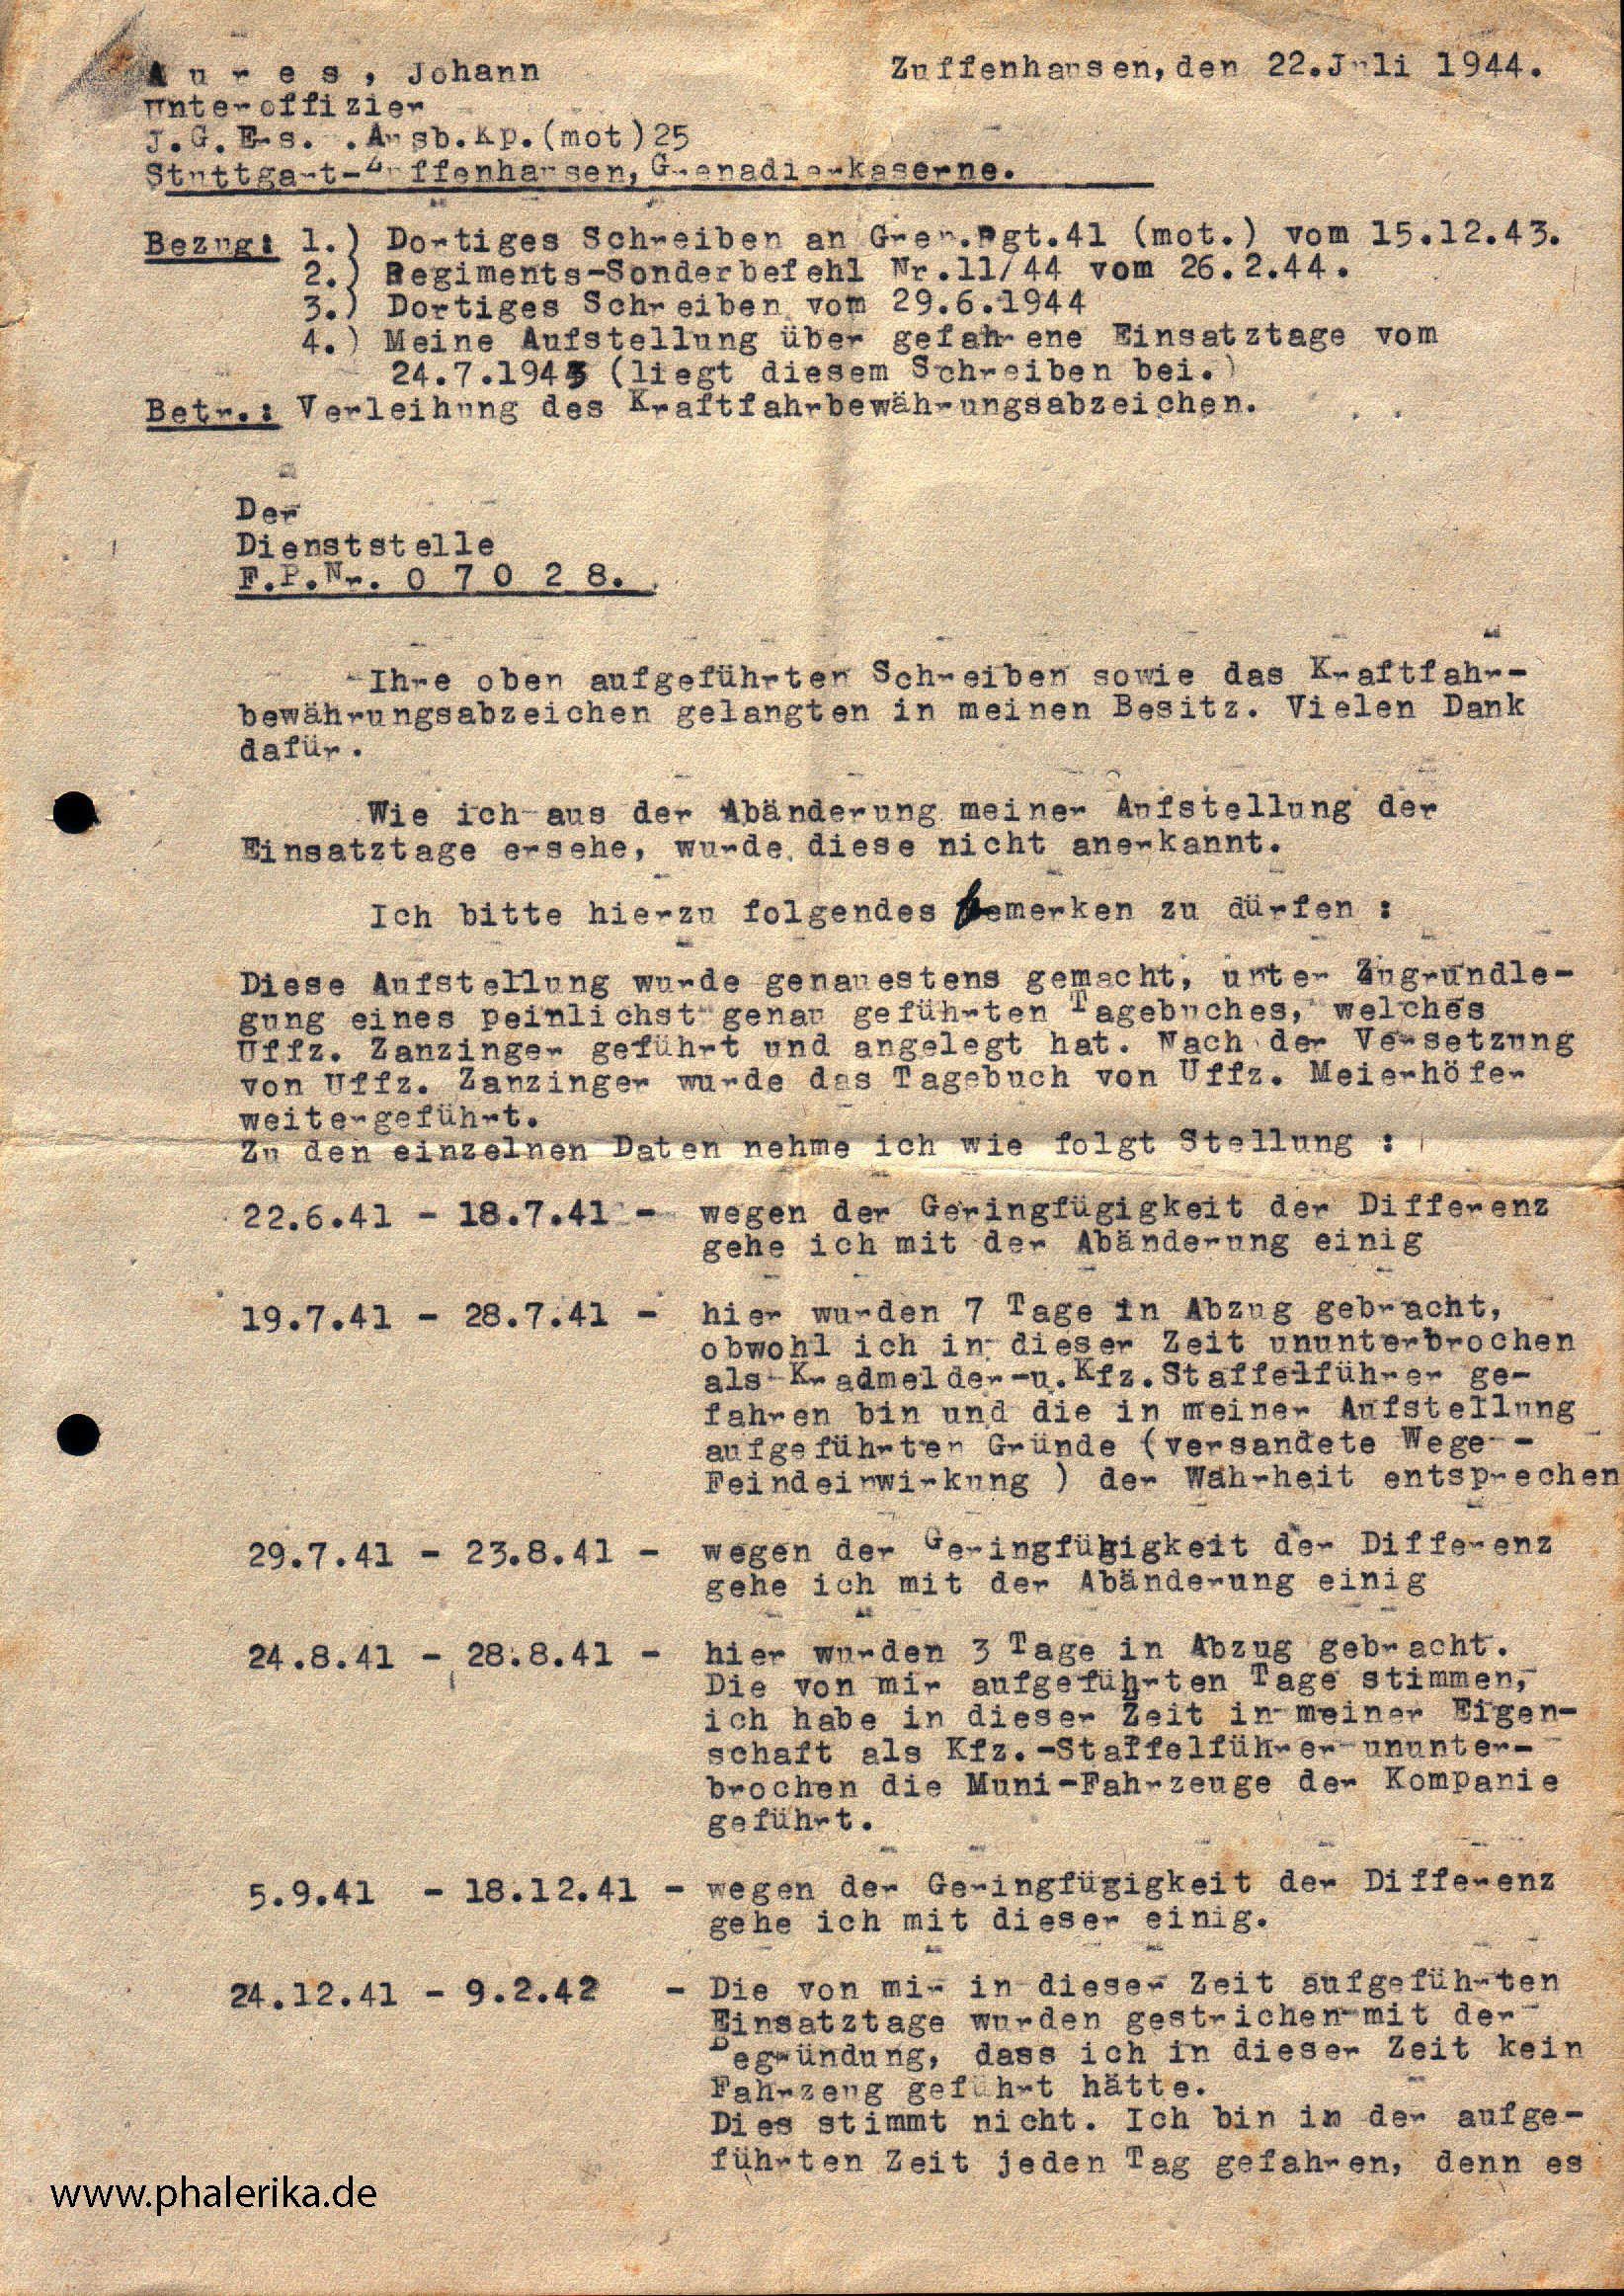 A u r e s , Johann
Zuffenhausen, den 22.Juli 1944.
Unteroffizier
J.G.Ers. .Ausb.Kp.(mot)25
Stuttgart-Zuffenhausen, Grenadierkaserne.
Bezug: 1.) Dortiges Schreiben an Gren.Rgt.41 (mot.) vom 15.12.43.
2.) Regiments-Sonderbefehl Nr.11/44 vom 26.2.44.
3.) Dortiges Schreiben vom 29.6.1944
4.) Meine Aufstellung über gefahrene Einsatztage vom
24.7.1943 (liegt diesem Schreiben bei.)
Betr.: Verleihung des Kraftfahrbewährungsabzeichen.
Der
Dienststelle
F.P.Nr. 0 7 0 2 8.
Ihre oben aufgeführten Schreiben sowie das Kraftfahr-
bewährungsabzeichen gelangten in meinen Besitz. Vielen Dank
dafür.
Wie ich aus der Abänderung meiner Aufstellung der
Einsatztage ersehe, wurde diese nicht anerkannt.
Ich bitte hierzu folgendes bemerken zu dürfen :
Diese Aufstellung wurde genauestens gemacht, unter Zugrundle-
gung eines peinlichst genau geführten Tagebuches, welches
Uffz. Zanzinger geführt und angelegt hat. Nach der Versetzung
von Uffz. Zanzinger wurde das Tagebuch von Uffz. Meierhöfer
weitergeführt.
Zu den einzelnen Daten nehme ich wie folgt Stellung :
22.6.41 - 18.7.41 - wegen der Geringfügigkeit der Differenz
gehe ich mit der Abänderung einig
19.7.41 - 28.7.41 - hier wurden 7 Tage in Abzug gebracht,
obwohl ich in dieser Zeit ununterbrochen
als Kradmelder-u.Kfz.Staffelführer ge-
fahren bin und die in meiner Aufstellung
aufgeführten Gründe (versandete Wege -
Feindeinwirkung ) der Wahrheit entsprechen
29.7.41 - 23.8.41 - wegen der Geringfühigkeit der Differenz
gehe ich mit der Abänderung einig
24.8.41 - 28.8.41 - hier wurden 3 Tage in Abzug gebracht.
Die von mir aufgeführten Tage stimmen,
ich habe in dieser Zeit in meiner Eigen-
schaft als Kfz.-Staffelführer ununter-
brochen die Muni-Fahrzeuge der Kompanie
geführt.
5.9.41 - 18.12.41 - wegen der Geringfügigkeit der Differenz
gehe ich mit dieser einig.
24.12.41 - 9.2.42 - Die von mir in dieser Zeit aufgeführten
Einsatztage wurden gestrichen mit der
Begründung, dass ich in dieser Zeit kein
Fahrzeug geführt hätte.
Dies stimmt nicht. Ich bin in der aufge-
führten Zeit jeden Tag gefahren, denn es
www.phalerika.de